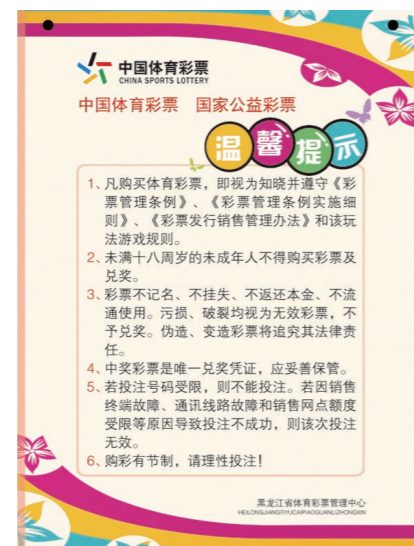 中国体育彩票
CHINA SPORTS LOTTERY
中国体育彩票 国家公益彩票
温馨提示
1、凡购买体育彩票，即视为知晓并遵守《彩
票管理条例》、《彩票管理条例实施细
则》、《彩票发行销售管理办法》和该玩
法游戏规则。
2、未满十八周岁的未成年人不得购买彩票及
兑奖。
3、彩票不记名、不挂失、不返还本金、不流
通使用。污损、破裂均视为无效彩票，不
予兑奖。伪造、变造彩票将追究其法律责
任。
4、中奖彩票是唯一兑奖凭证，应妥善保管。
5、若投注号码受限，则不能投注。若因销售
终端故障、通讯线路故障和销售网点额度
受限等原因导致投注不成功，则该次投注
无效。
6、购彩有节制，请理性投注！
黑龙江省体育彩票管理中心
HEILONGJIANGTIYUCAIPIAOGUANLIZHONGXIN